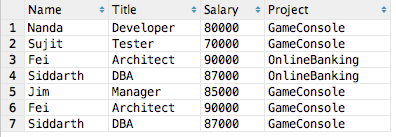 Name Title Salary Project
1 Nanda Developer 80000 GameConsole
2 Sujit Tester 70000 GameConsole
3 Fei Architect 90000 OnlineBanking
4 Siddarth DBA 87000 OnlineBanking
5 Jim Manager 85000 GameConsole
6 Fei Architect 90000 GameConsole
7 Siddarth DBA 87000 GameConsole